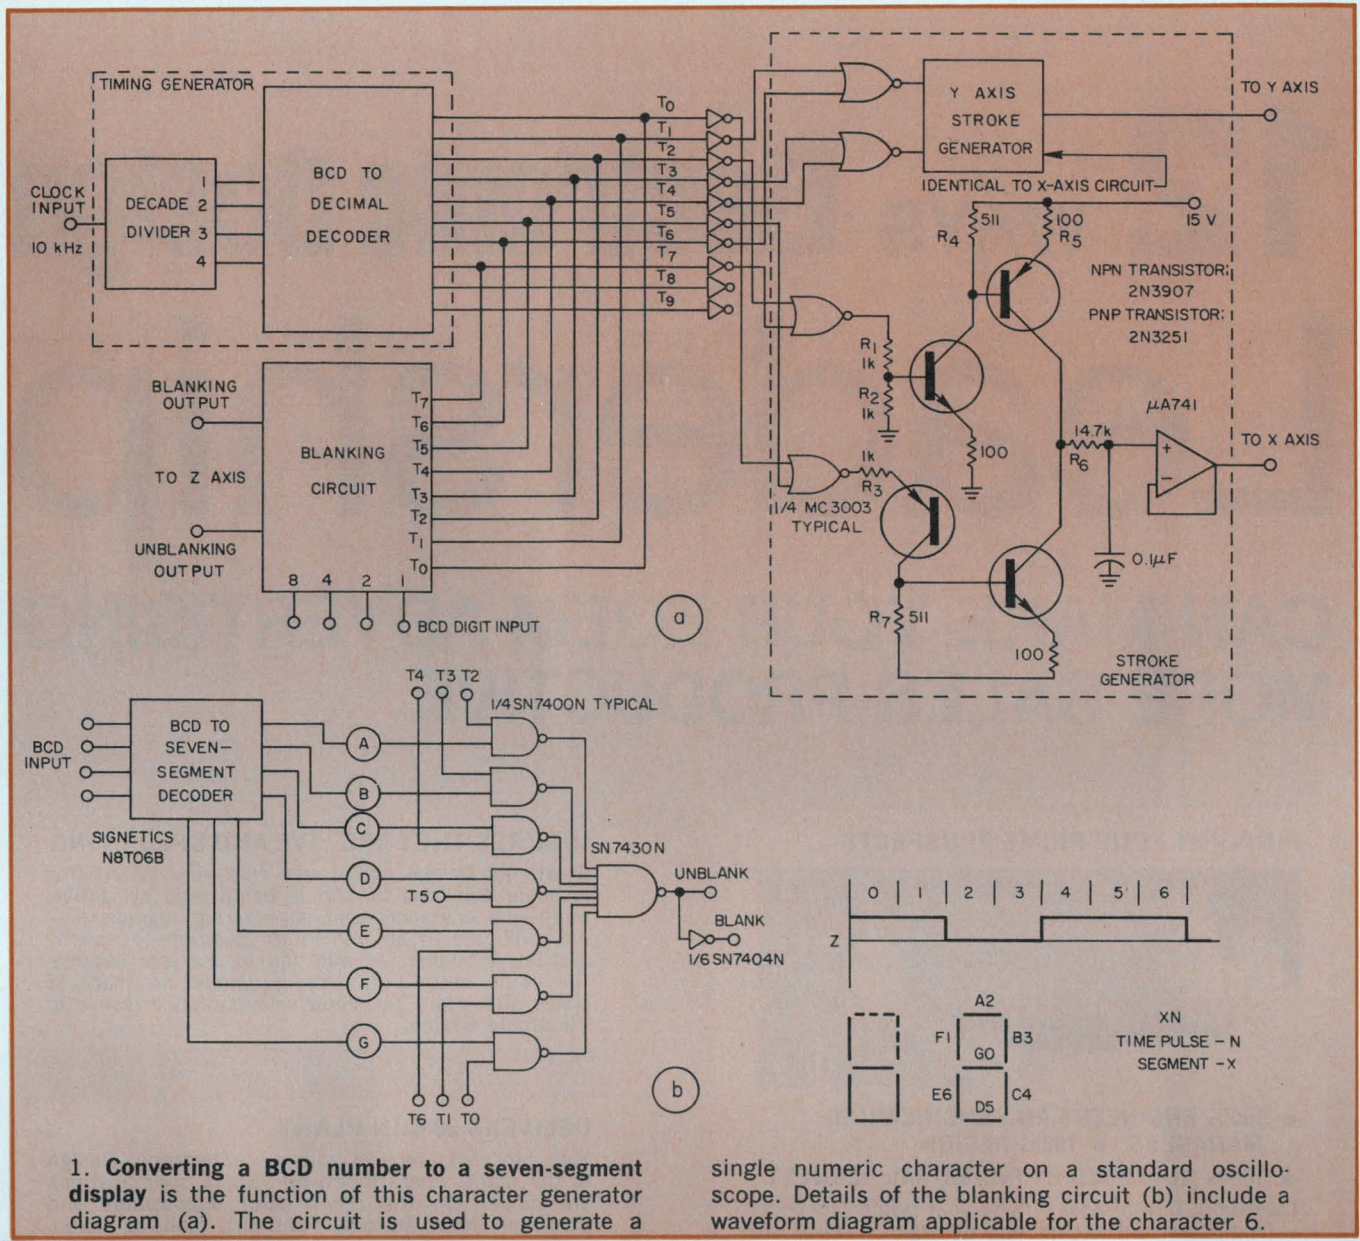 TIMING GENERATOR
CLOCK
INPUT
10 kHz
DECADE
DIVIDER
1
2
3
4
BCD TO
DECIMAL
DECODER
T0
T1
T2
T3
T4
T5
T6
T7
T8
T9
Y AXIS
STROKE
GENERATOR
TO Y AXIS
IDENTICAL TO X-AXIS CIRCUIT
15 V
511
R4
100
R5
NPN TRANSISTOR:
2N3907
PNP TRANSISTOR:
2N3251
R1
1k
R2
1k
100
μA741
14.7k
R6
+
−
TO X AXIS
1k
R3
1/4 MC3003
TYPICAL
0.1μF
R7
511
100
STROKE
GENERATOR
BLANKING
OUTPUT
TO Z AXIS
UNBLANKING
OUTPUT
BLANKING
CIRCUIT
T7
T6
T5
T4
T3
T2
T1
T0
8 4 2 1
BCD DIGIT INPUT
a
BCD
INPUT
BCD TO
SEVEN-
SEGMENT
DECODER
SIGNETICS
N8T06B
A
B
C
D
E
F
G
T4 T3 T2
1/4 SN7400N TYPICAL
T5
T6 T1 T0
SN7430N
UNBLANK
BLANK
1/6 SN7404N
b
0 1 2 3 4 5 6
Z
A2
F1
B3
G0
E6
C4
D5
XN
TIME PULSE - N
SEGMENT - X
1. Converting a BCD number to a seven-segment
display is the function of this character generator
diagram (a). The circuit is used to generate a
single numeric character on a standard oscillo-
scope. Details of the blanking circuit (b) include a
waveform diagram applicable for the character 6.